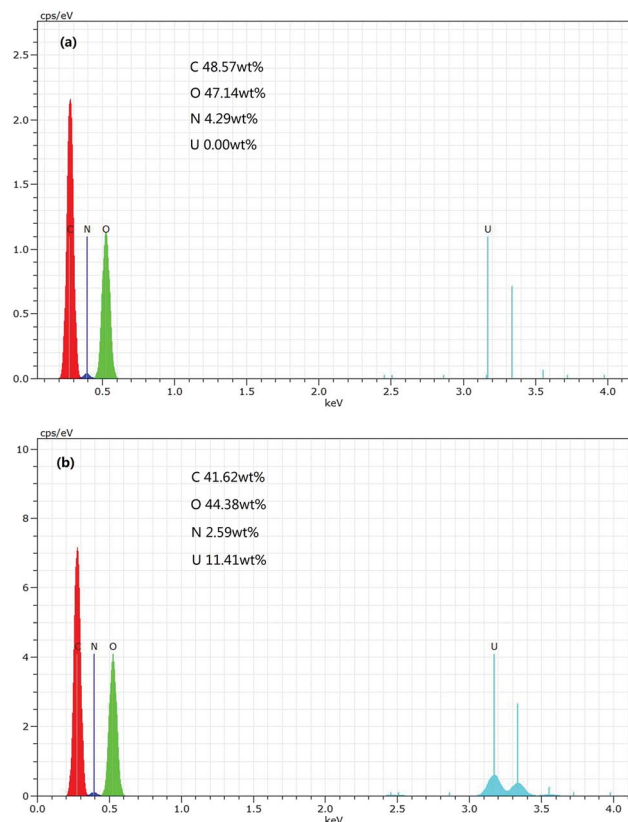 cps/eV
(a)
2.5
C 48.57wt%
O 47.14wt%
N 4.29wt%
U 0.00wt%
2.0
1.5
C N O
U
1.0
0.5
0.0
0.5 1.0 1.5 2.0 2.5 3.0 3.5 4.0
keV
cps/eV
10
(b)
C 41.62wt%
O 44.38wt%
N 2.59wt%
U 11.41wt%
8
6
C N O
U
4
2
0
0.0 0.5 1.0 1.5 2.0 2.5 3.0 3.5 4.0
keV